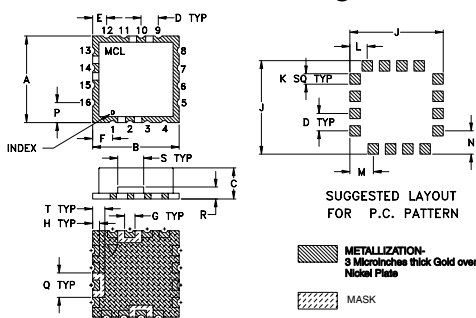 E
D TYP
12 11 10 9
MCL
13
14
15
16
8
7
6
5
A
P
F
1 2 3 4
INDEX
B
S TYP
C
R
T TYP
H TYP
G TYP
Q TYP
J
L
K SQ TYP
J
D TYP
N
M
SUGGESTED LAYOUT
FOR P.C. PATTERN
METALLIZATION-
3 Microinches thick Gold over
Nickel Plate
MASK